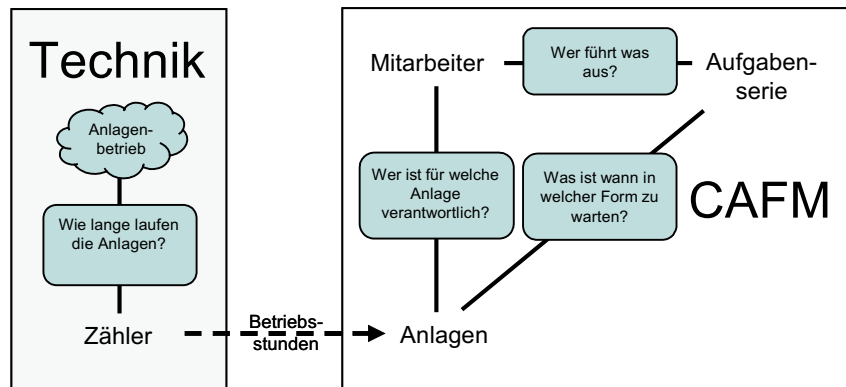 Technik
Anlagen-
betrieb
Wie lange laufen
die Anlagen?
Zähler
Betriebs-
stunden
Mitarbeiter
Wer führt was
aus?
Aufgaben-
serie
Wer ist für welche
Anlage
verantwortlich?
Was ist wann in
welcher Form zu
warten?
CAFM
Anlagen